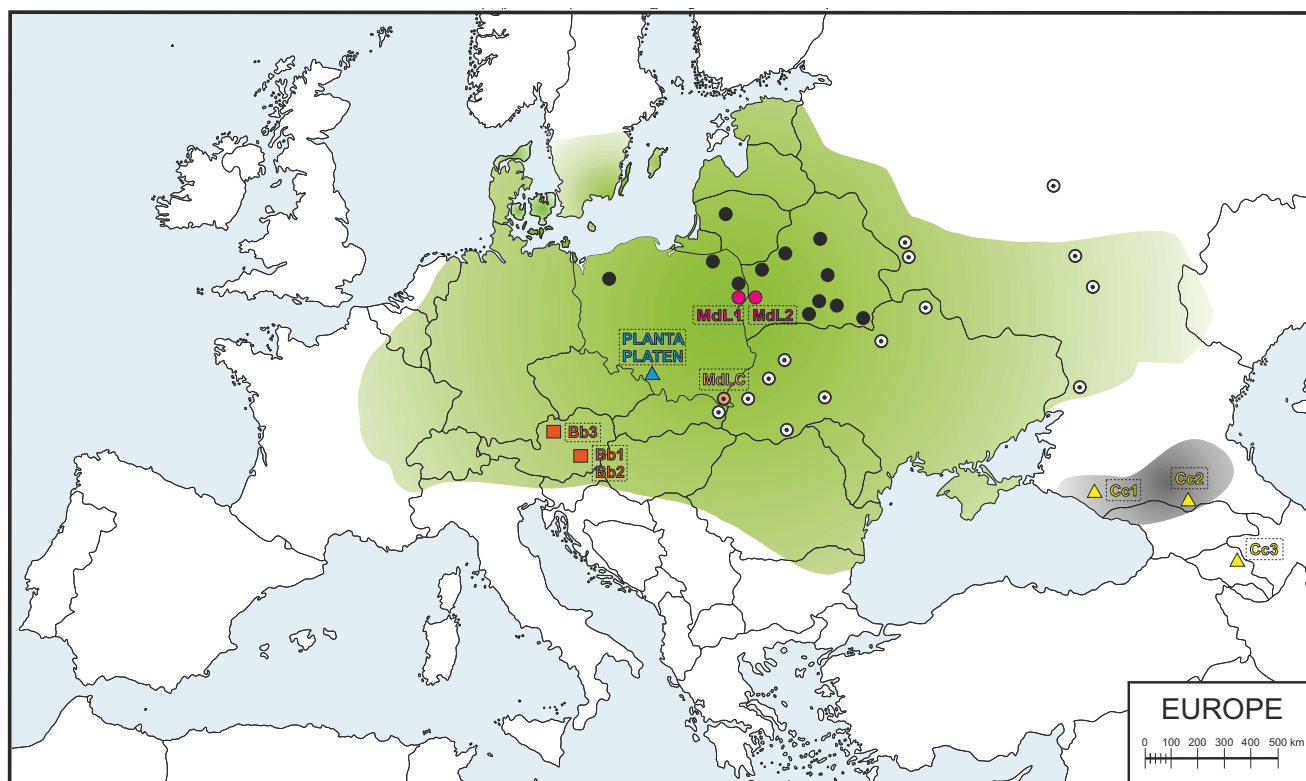 MdL1
MdL2
PLANTA
PLATEN
MdLC
Bb3
Bb1
Bb2
Cc1
Cc2
Cc3
EUROPE
0 100 200 300 400 500 km